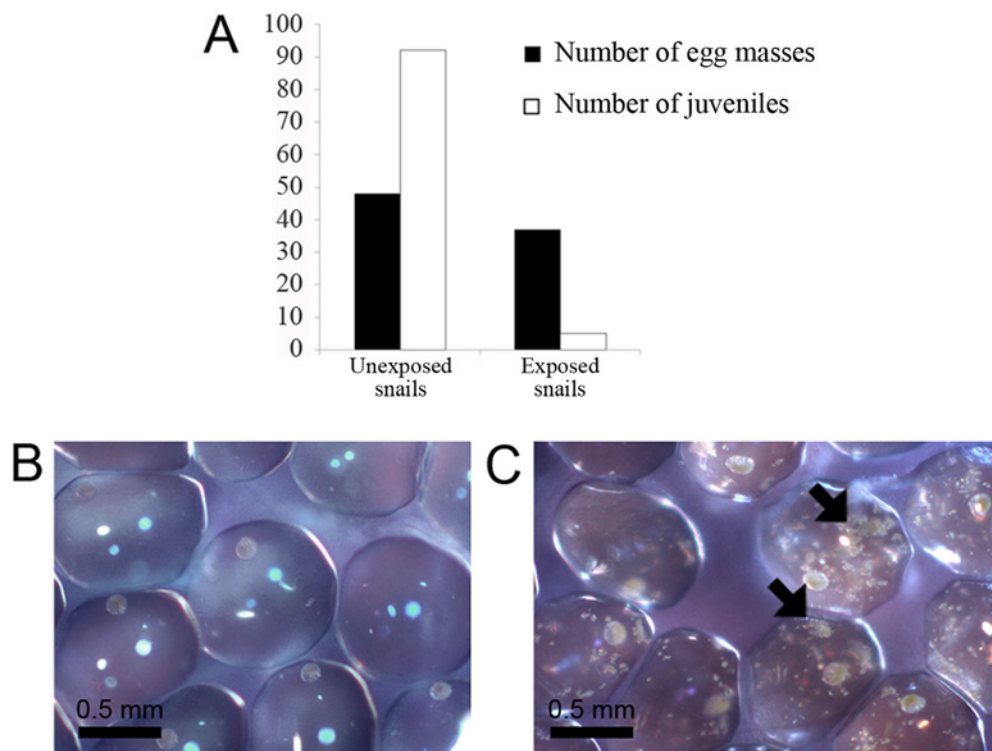 A
100
90
80
70
60
50
40
30
20
10
0
Number of egg masses
Number of juveniles
Unexposed
snails
Exposed
snails
B
0.5 mm
C
0.5 mm